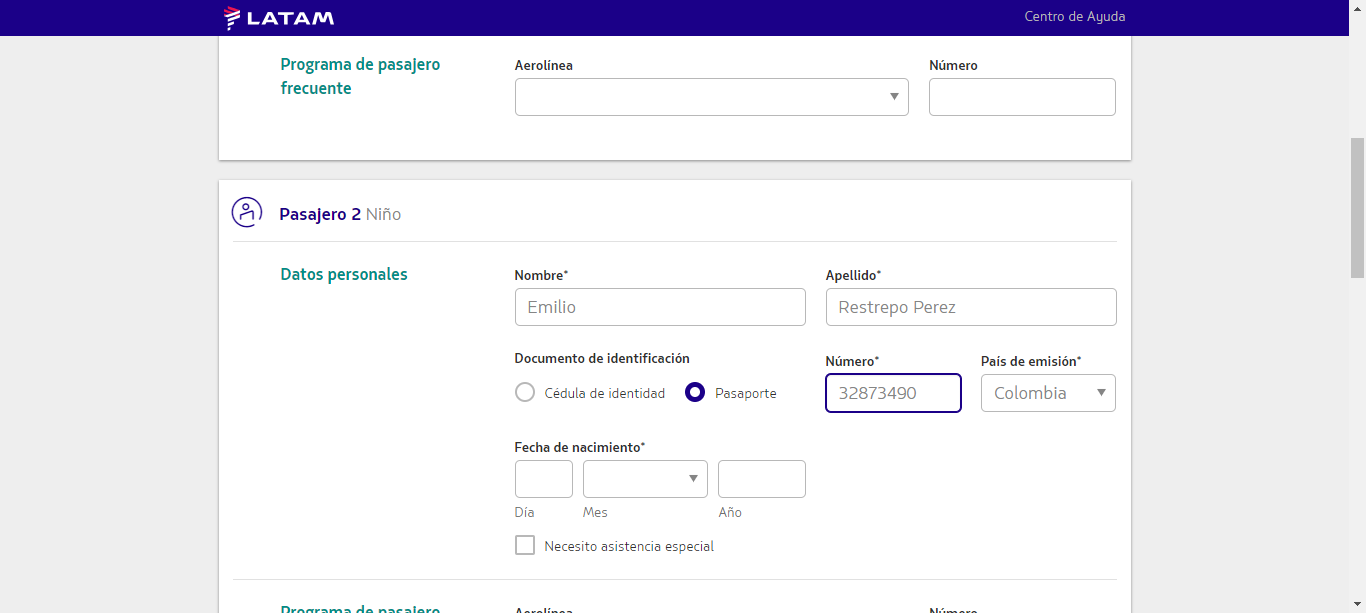 LATAM
Centro de Ayuda
Programa de pasajero
frecuente
Aerolínea
Número
Pasajero 2 Niño
Datos personales
Nombre*
Apellido*
Emilio
Restrepo Perez
Documento de identificación
Número*
País de emisión*
Cédula de identidad
Pasaporte
32873490
Colombia
Fecha de nacimiento*
Día
Mes
Año
Necesito asistencia especial
Programa de pasajero
Aerolínea
Número